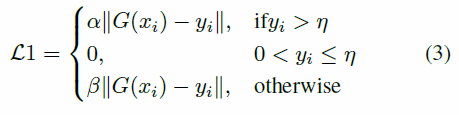 α‖G(xᵢ) − yᵢ‖, ifyᵢ > η
ℒ1 = { 0, 0 < yᵢ ≤ η (3)
β‖G(xᵢ) − yᵢ‖, otherwise